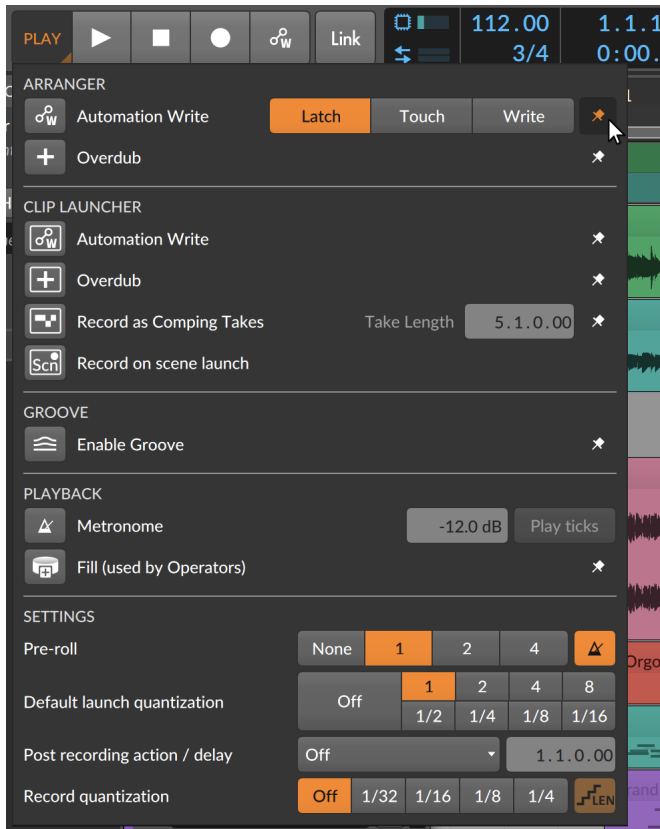 PLAY
W
Link
112.00
3/4
1.1.1
0:00.
ARRANGER
W
Automation Write
Latch
Touch
Write
Overdub
CLIP LAUNCHER
W
Automation Write
Overdub
Record as Comping Takes
Take Length
5.1.0.00
Scn
Record on scene launch
GROOVE
Enable Groove
PLAYBACK
Metronome
-12.0 dB
Play ticks
Fill (used by Operators)
SETTINGS
Pre-roll
None
1
2
4
Orgo
Default launch quantization
Off
1
2
4
8
1/2
1/4
1/8
1/16
Post recording action / delay
Off
1.1.0.00
Record quantization
Off
1/32
1/16
1/8
1/4
LEN
rand